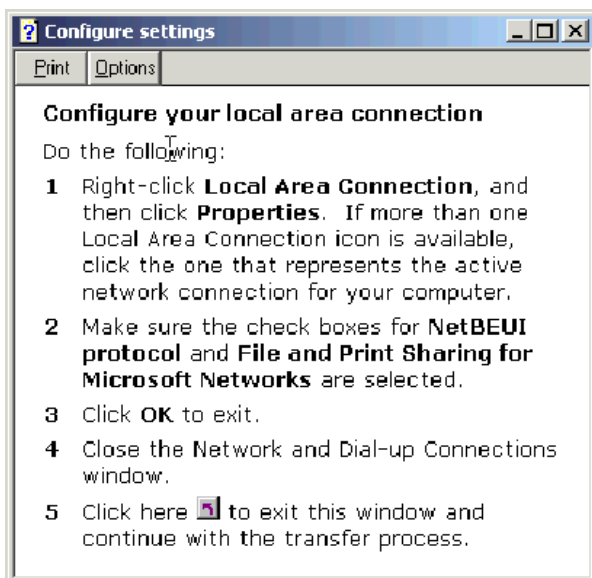 Configure settings
Print Options
Configure your local area connection
Do the following:
1 Right-click Local Area Connection, and
then click Properties. If more than one
Local Area Connection icon is available,
click the one that represents the active
network connection for your computer.
2 Make sure the check boxes for NetBEUI
protocol and File and Print Sharing for
Microsoft Networks are selected.
3 Click OK to exit.
4 Close the Network and Dial-up Connections
window.
5 Click here to exit this window and
continue with the transfer process.